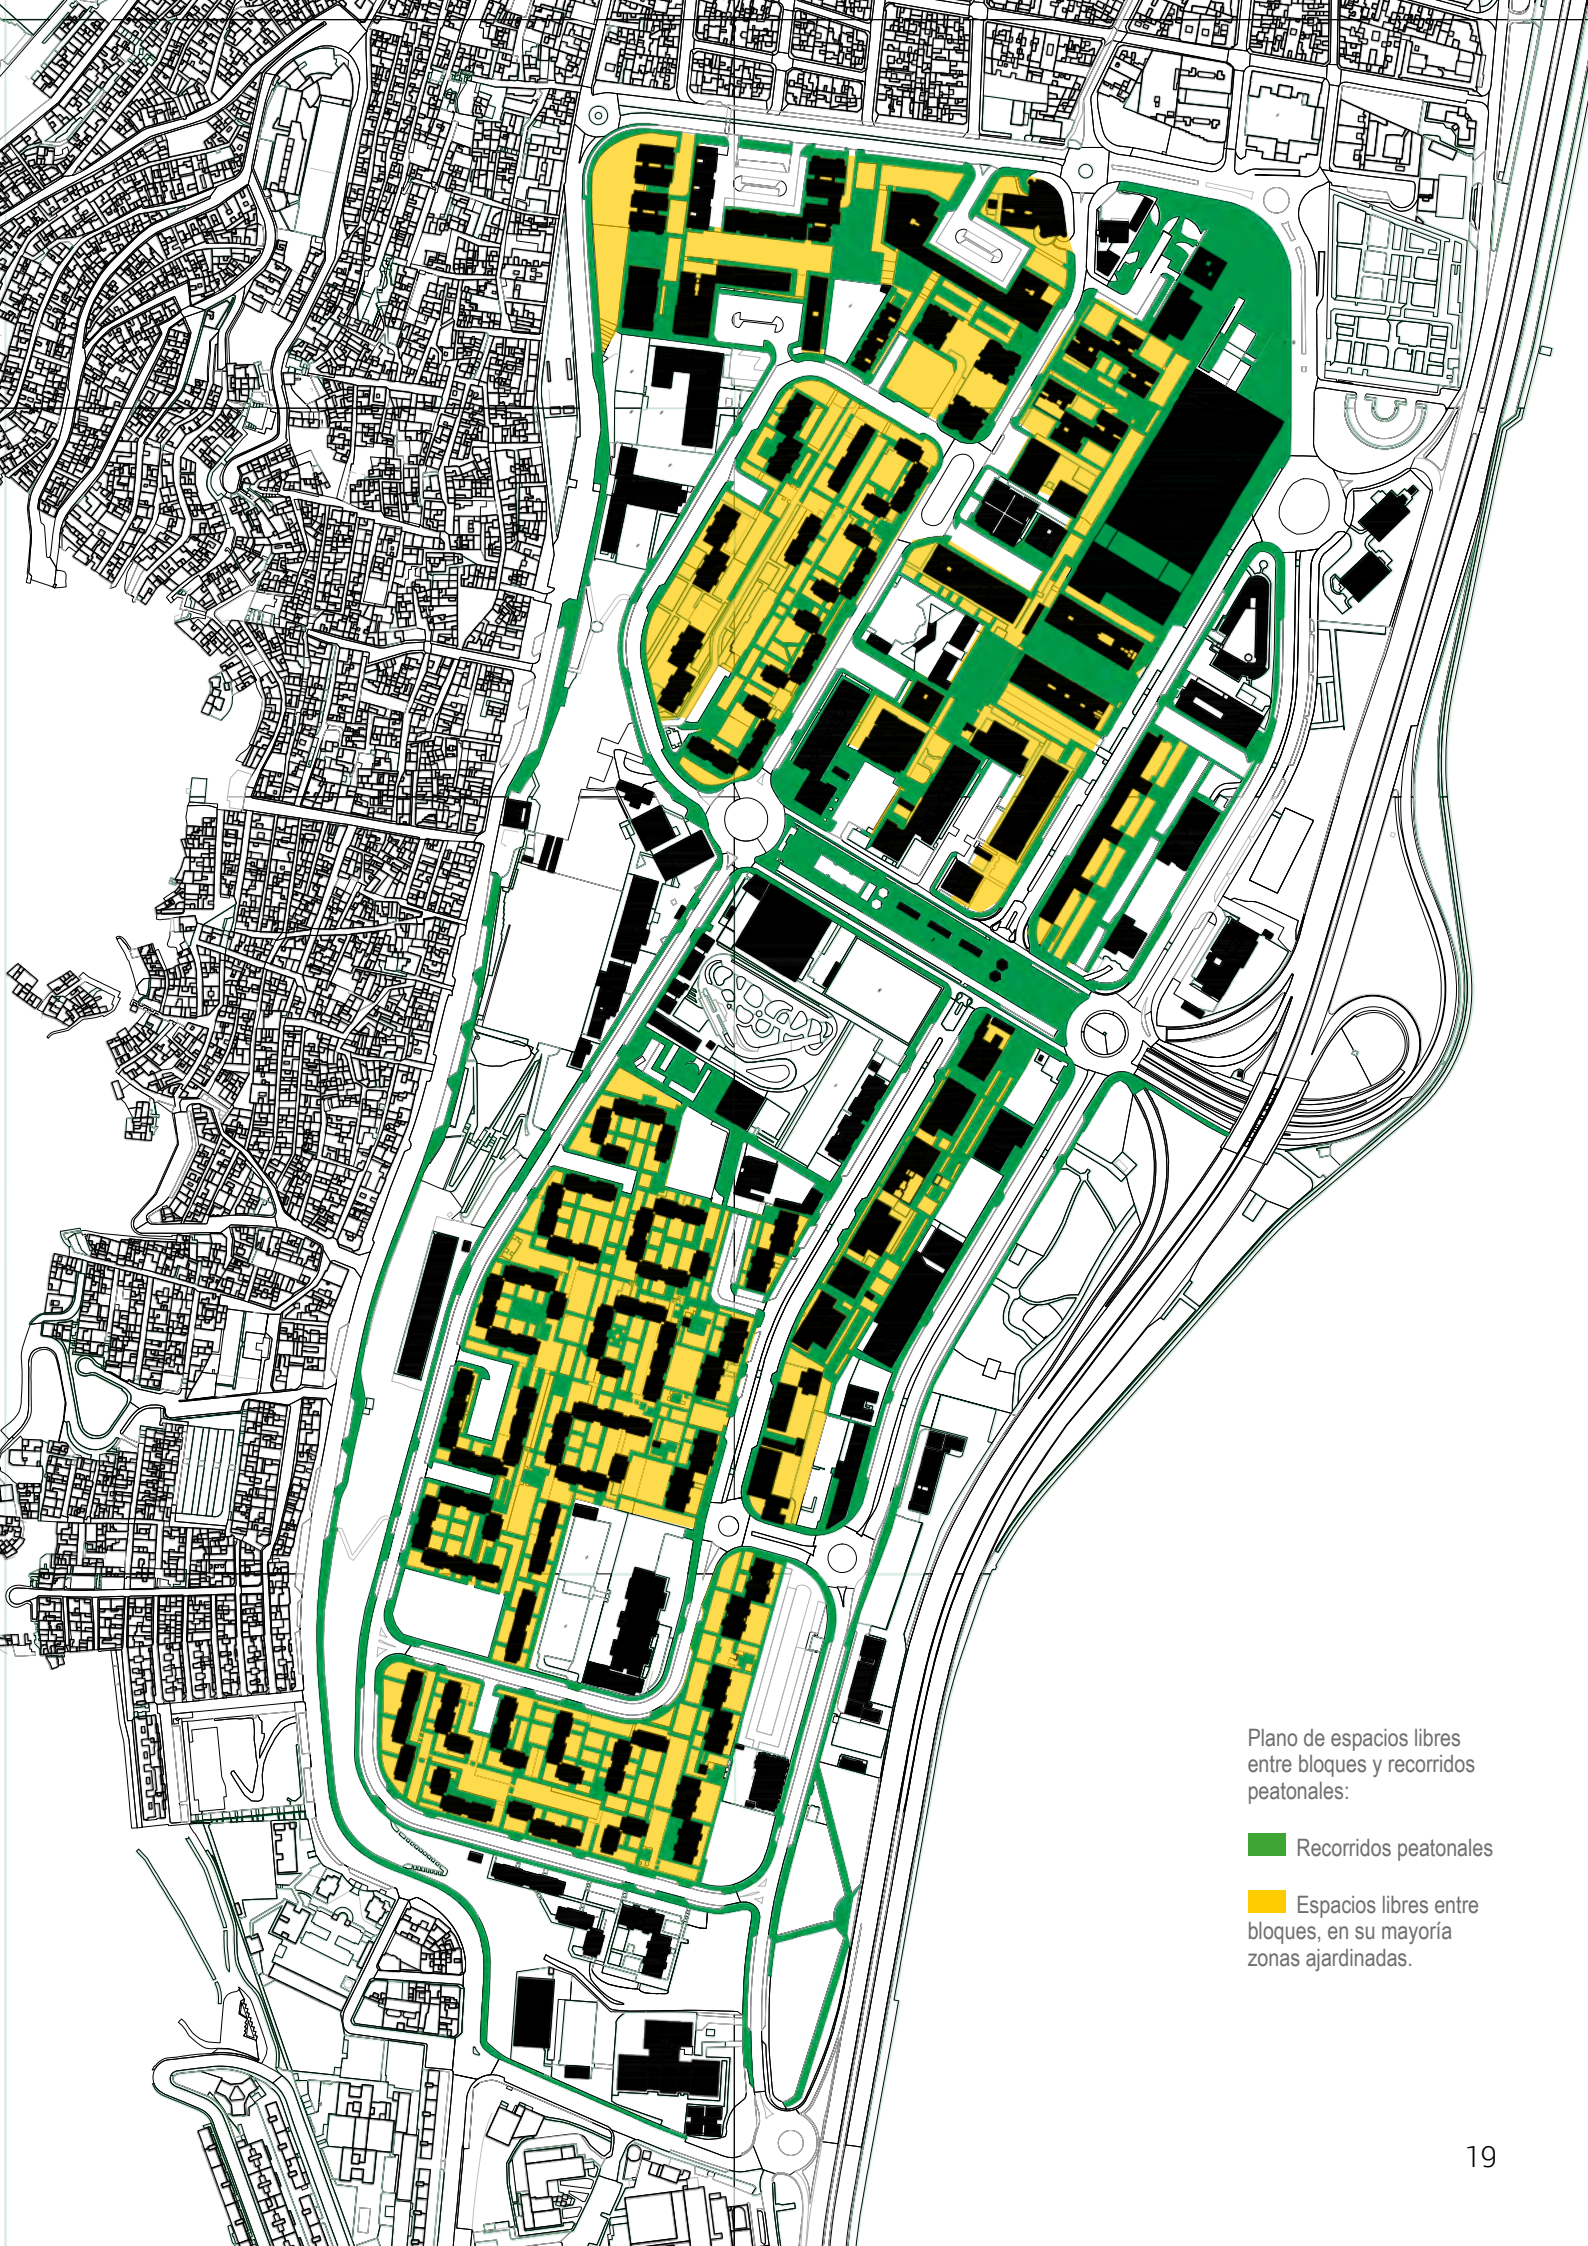 Plano de espacios libres
entre bloques y recorridos
peatonales:
Recorridos peatonales
Espacios libres entre
bloques, en su mayoría
zonas ajardinadas.
19